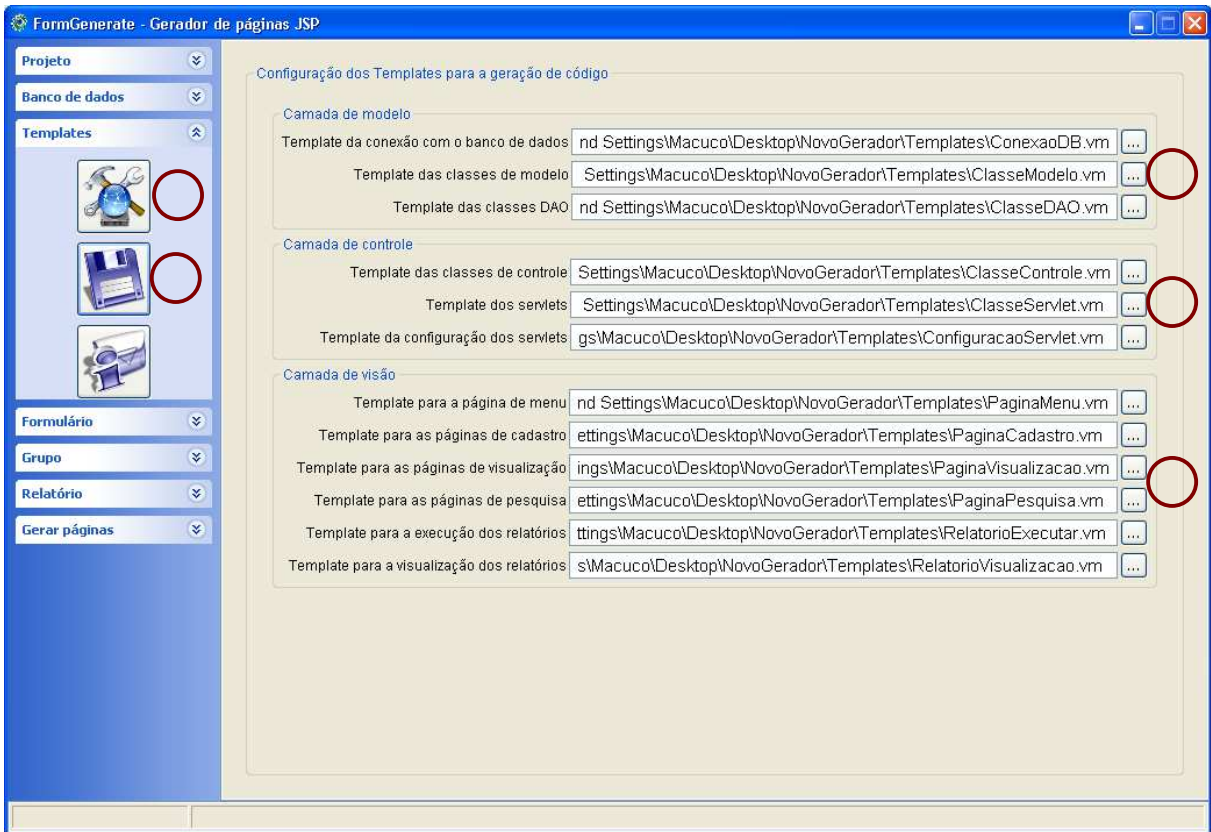 FormGenerate - Gerador de páginas JSP
Projeto
Banco de dados
Templates
Formulário
Grupo
Relatório
Gerar páginas
Configuração dos Templates para a geração de código
Camada de modelo
Template da conexão com o banco de dados nd Settings\Macuco\Desktop\NovoGerador\Templates\ConexaoDB.vm ...
Template das classes de modelo Settings\Macuco\Desktop\NovoGerador\Templates\ClasseModelo.vm ...
Template das classes DAO nd Settings\Macuco\Desktop\NovoGerador\Templates\ClasseDAO.vm ...
Camada de controle
Template das classes de controle Settings\Macuco\Desktop\NovoGerador\Templates\ClasseControle.vm ...
Template dos servlets Settings\Macuco\Desktop\NovoGerador\Templates\ClasseServlet.vm ...
Template da configuração dos servlets gs\Macuco\Desktop\NovoGerador\Templates\ConfiguracaoServlet.vm ...
Camada de visão
Template para a página de menu nd Settings\Macuco\Desktop\NovoGerador\Templates\PaginaMenu.vm ...
Template para as páginas de cadastro ettings\Macuco\Desktop\NovoGerador\Templates\PaginaCadastro.vm ...
Template para as páginas de visualização ings\Macuco\Desktop\NovoGerador\Templates\PaginaVisualizacao.vm ...
Template para as páginas de pesquisa ettings\Macuco\Desktop\NovoGerador\Templates\PaginaPesquisa.vm ...
Template para a execução dos relatórios ttings\Macuco\Desktop\NovoGerador\Templates\RelatorioExecutar.vm ...
Template para a visualização dos relatórios s\Macuco\Desktop\NovoGerador\Templates\RelatorioVisualizacao.vm ...